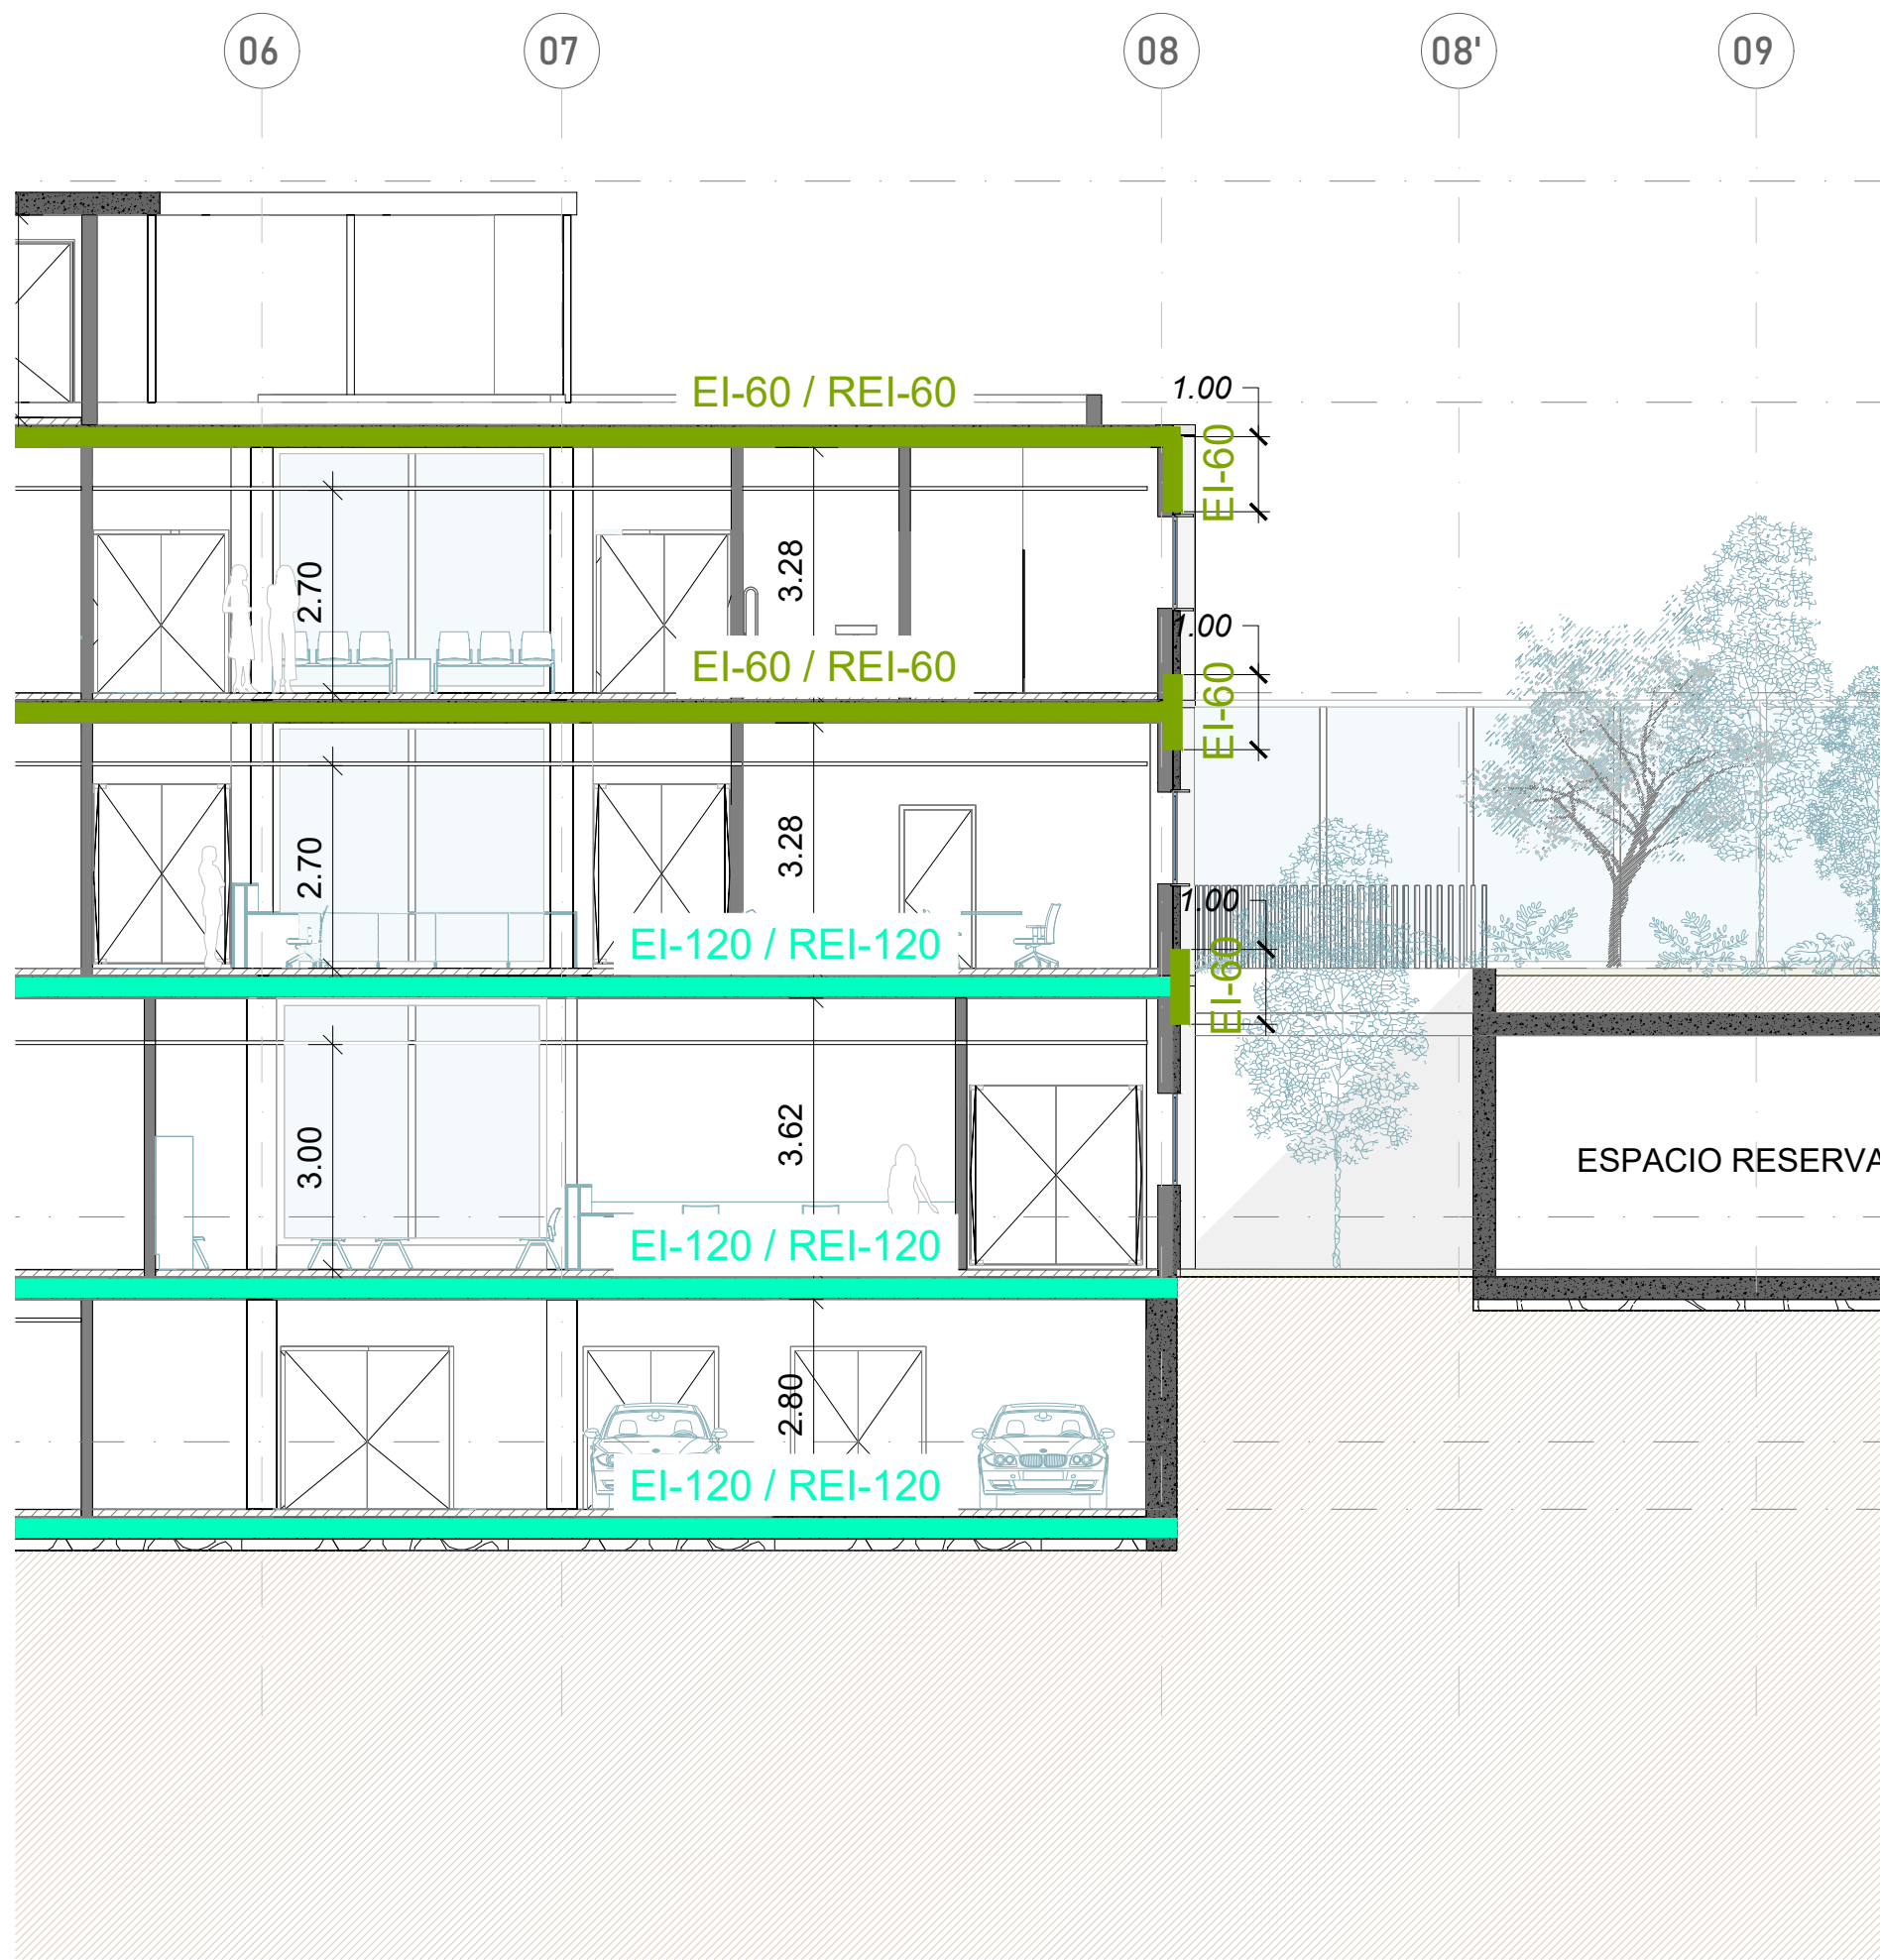 06 07 08 08' 09
EI-60 / REI-60
1.00
EI-60
2.70
3.28
1.00
EI-60 / REI-60
EI-60
2.70
3.28
1.00
EI-120 / REI-120
EI-60
3.00
3.62
ESPACIO RESERVA
EI-120 / REI-120
2.80
EI-120 / REI-120